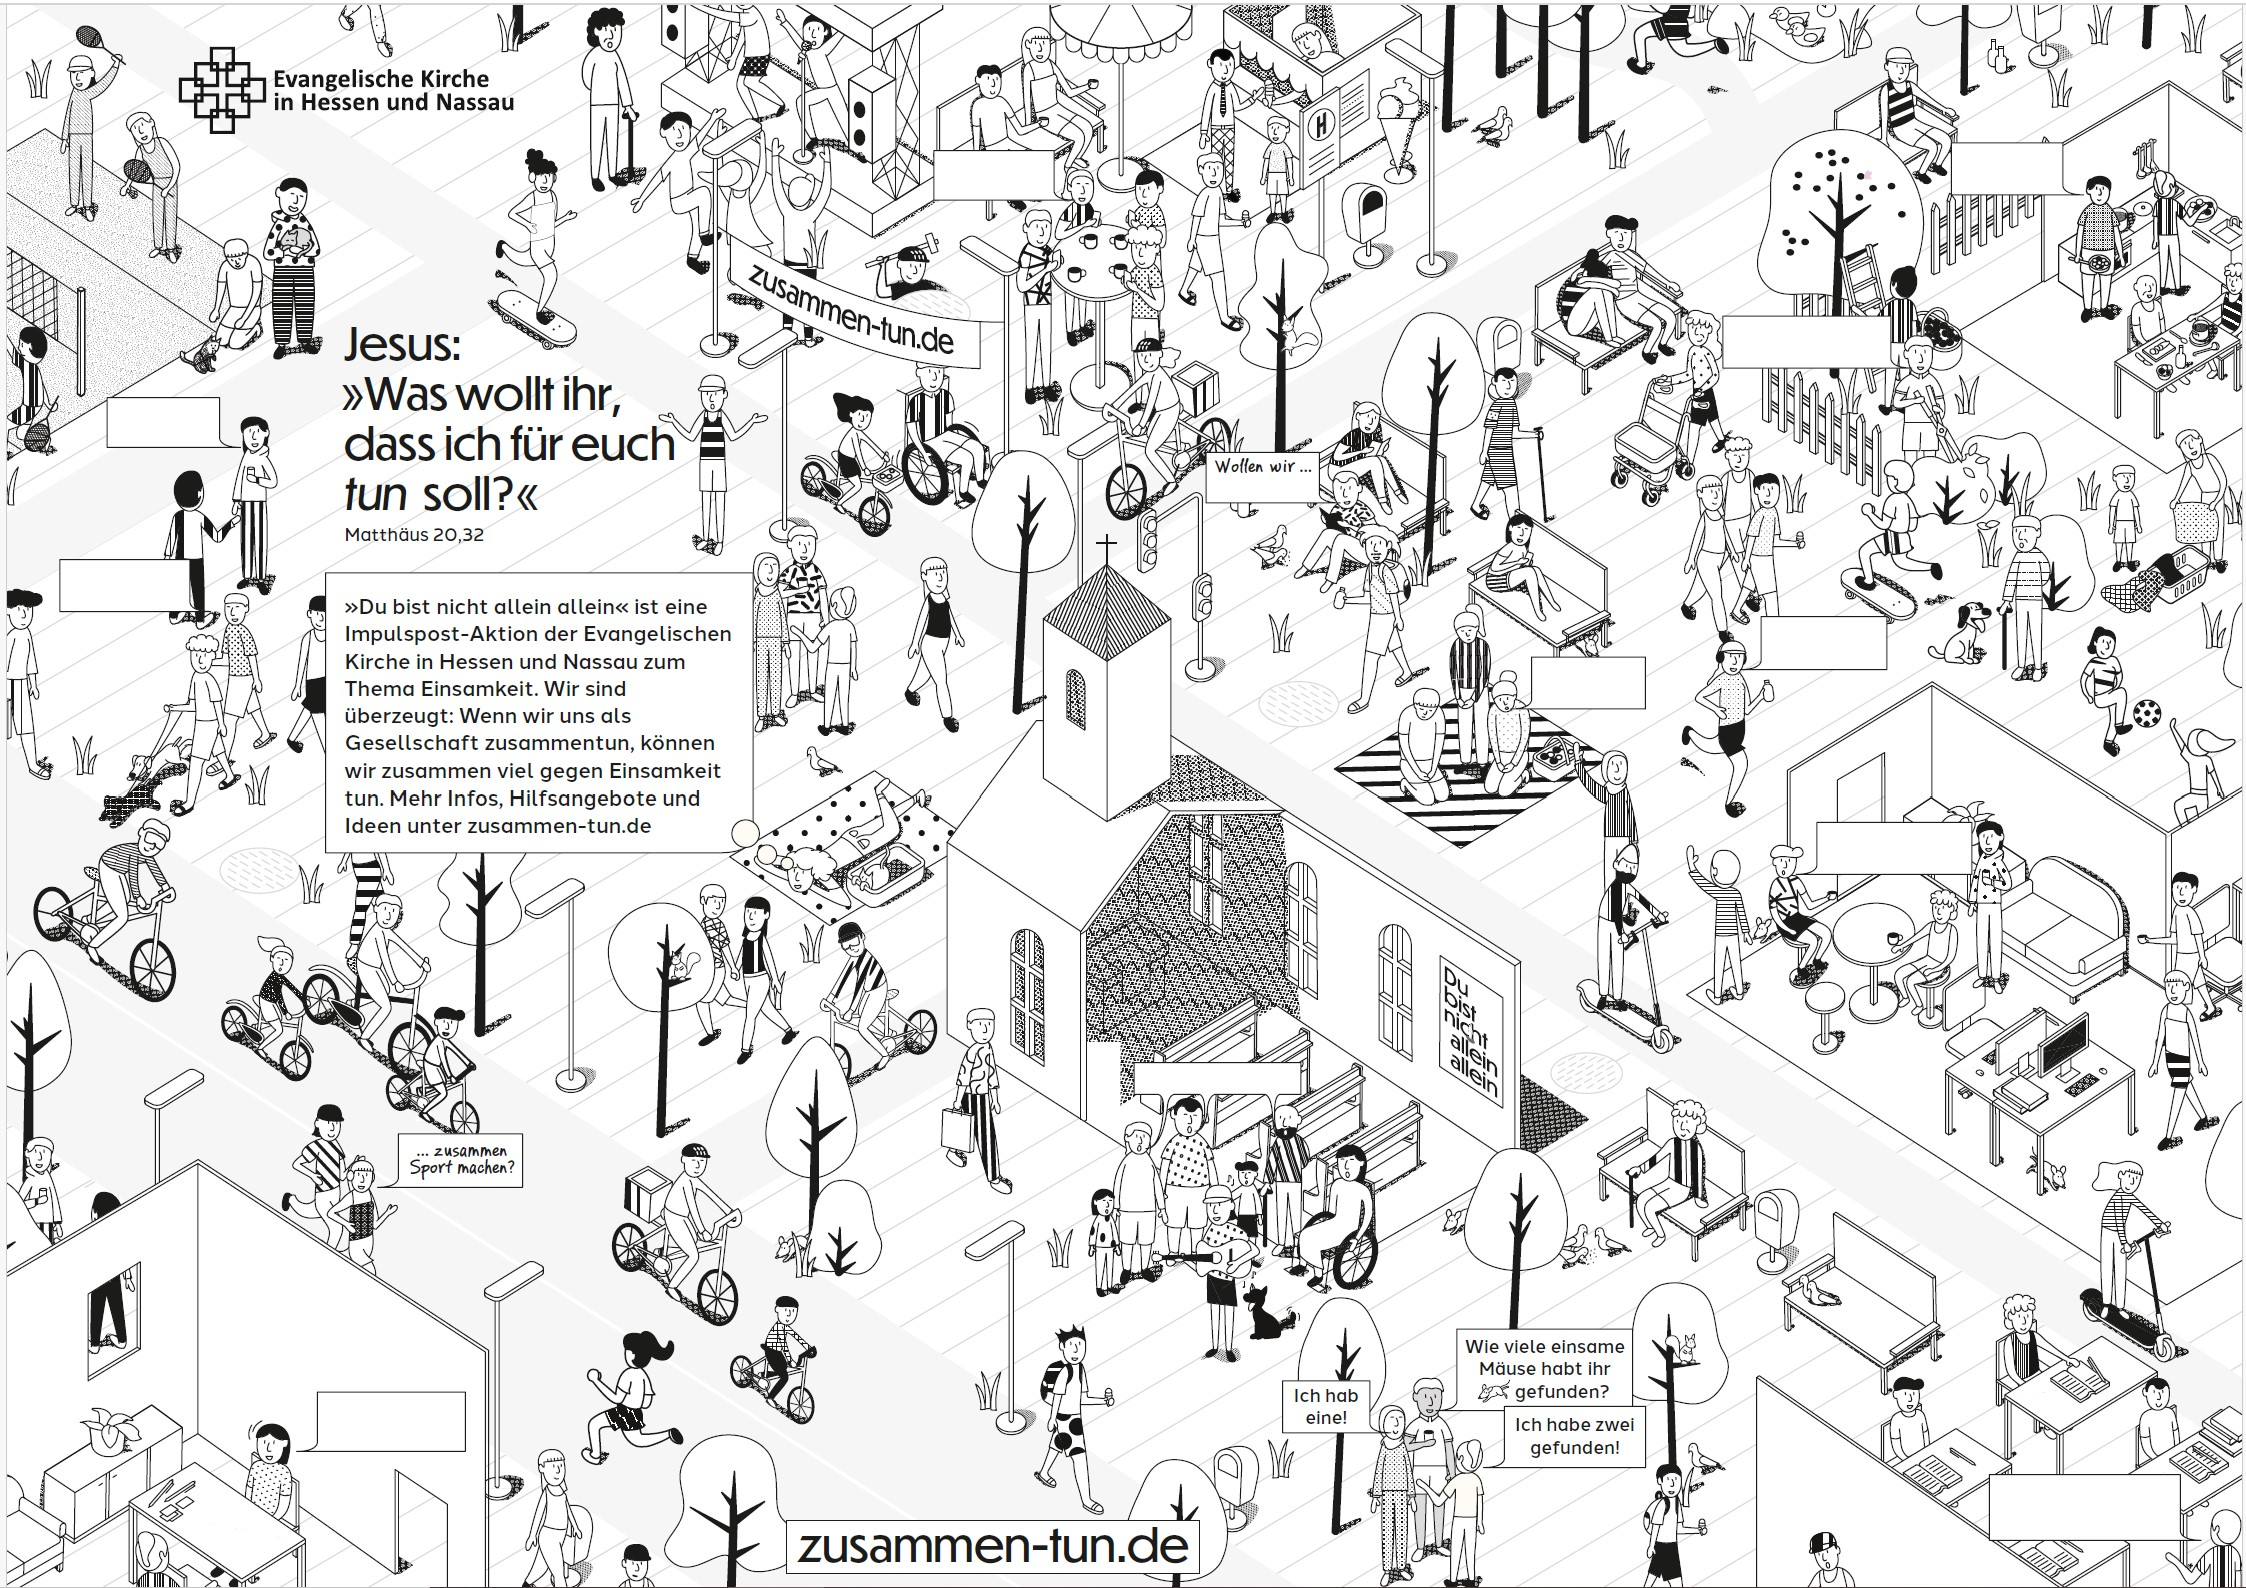 Evangelische Kirche
in Hessen und Nassau
H
zusammen-tun.de
Jesus:
»Was wollt ihr,
dass ich für euch
tun soll?«
Matthäus 20,32
Wollen wir ...
»Du bist nicht allein allein« ist eine
Impulspost-Aktion der Evangelischen
Kirche in Hessen und Nassau zum
Thema Einsamkeit. Wir sind
überzeugt: Wenn wir uns als
Gesellschaft zusammentun, können
wir zusammen viel gegen Einsamkeit
tun. Mehr Infos, Hilfsangebote und
Ideen unter zusammen-tun.de
Du
bist
nicht
allein
allein
... zusammen
Sport machen?
Wie viele einsame
Mäuse habt ihr
gefunden?
Ich hab
eine!
Ich habe zwei
gefunden!
zusammen-tun.de